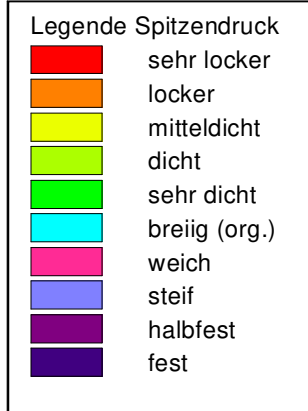 Legende Spitzendruck
sehr locker
locker
mitteldicht
dicht
sehr dicht
breiig (org.)
weich
steif
halbfest
fest